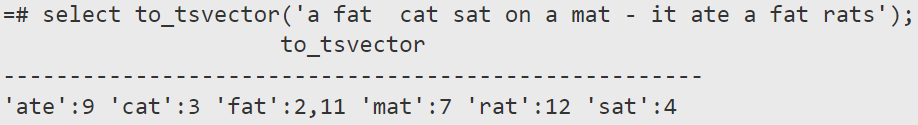 =# select to_tsvector('a fat  cat sat on a mat - it ate a fat rats');
to_tsvector
-----------------------------------------------------
'ate':9 'cat':3 'fat':2,11 'mat':7 'rat':12 'sat':4